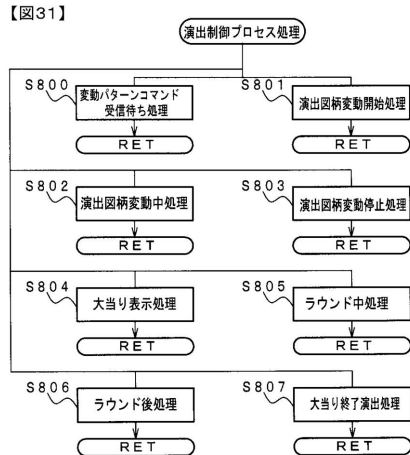 【図31】
演出制御プロセス処理
S800
変動パターンコマンド
受信待ち処理
RET
S801
演出図柄変動開始処理
RET
S802
演出図柄変動中処理
RET
S803
演出図柄変動停止処理
RET
S804
大当り表示処理
RET
S805
ラウンド中処理
RET
S806
ラウンド後処理
RET
S807
大当り終了演出処理
RET